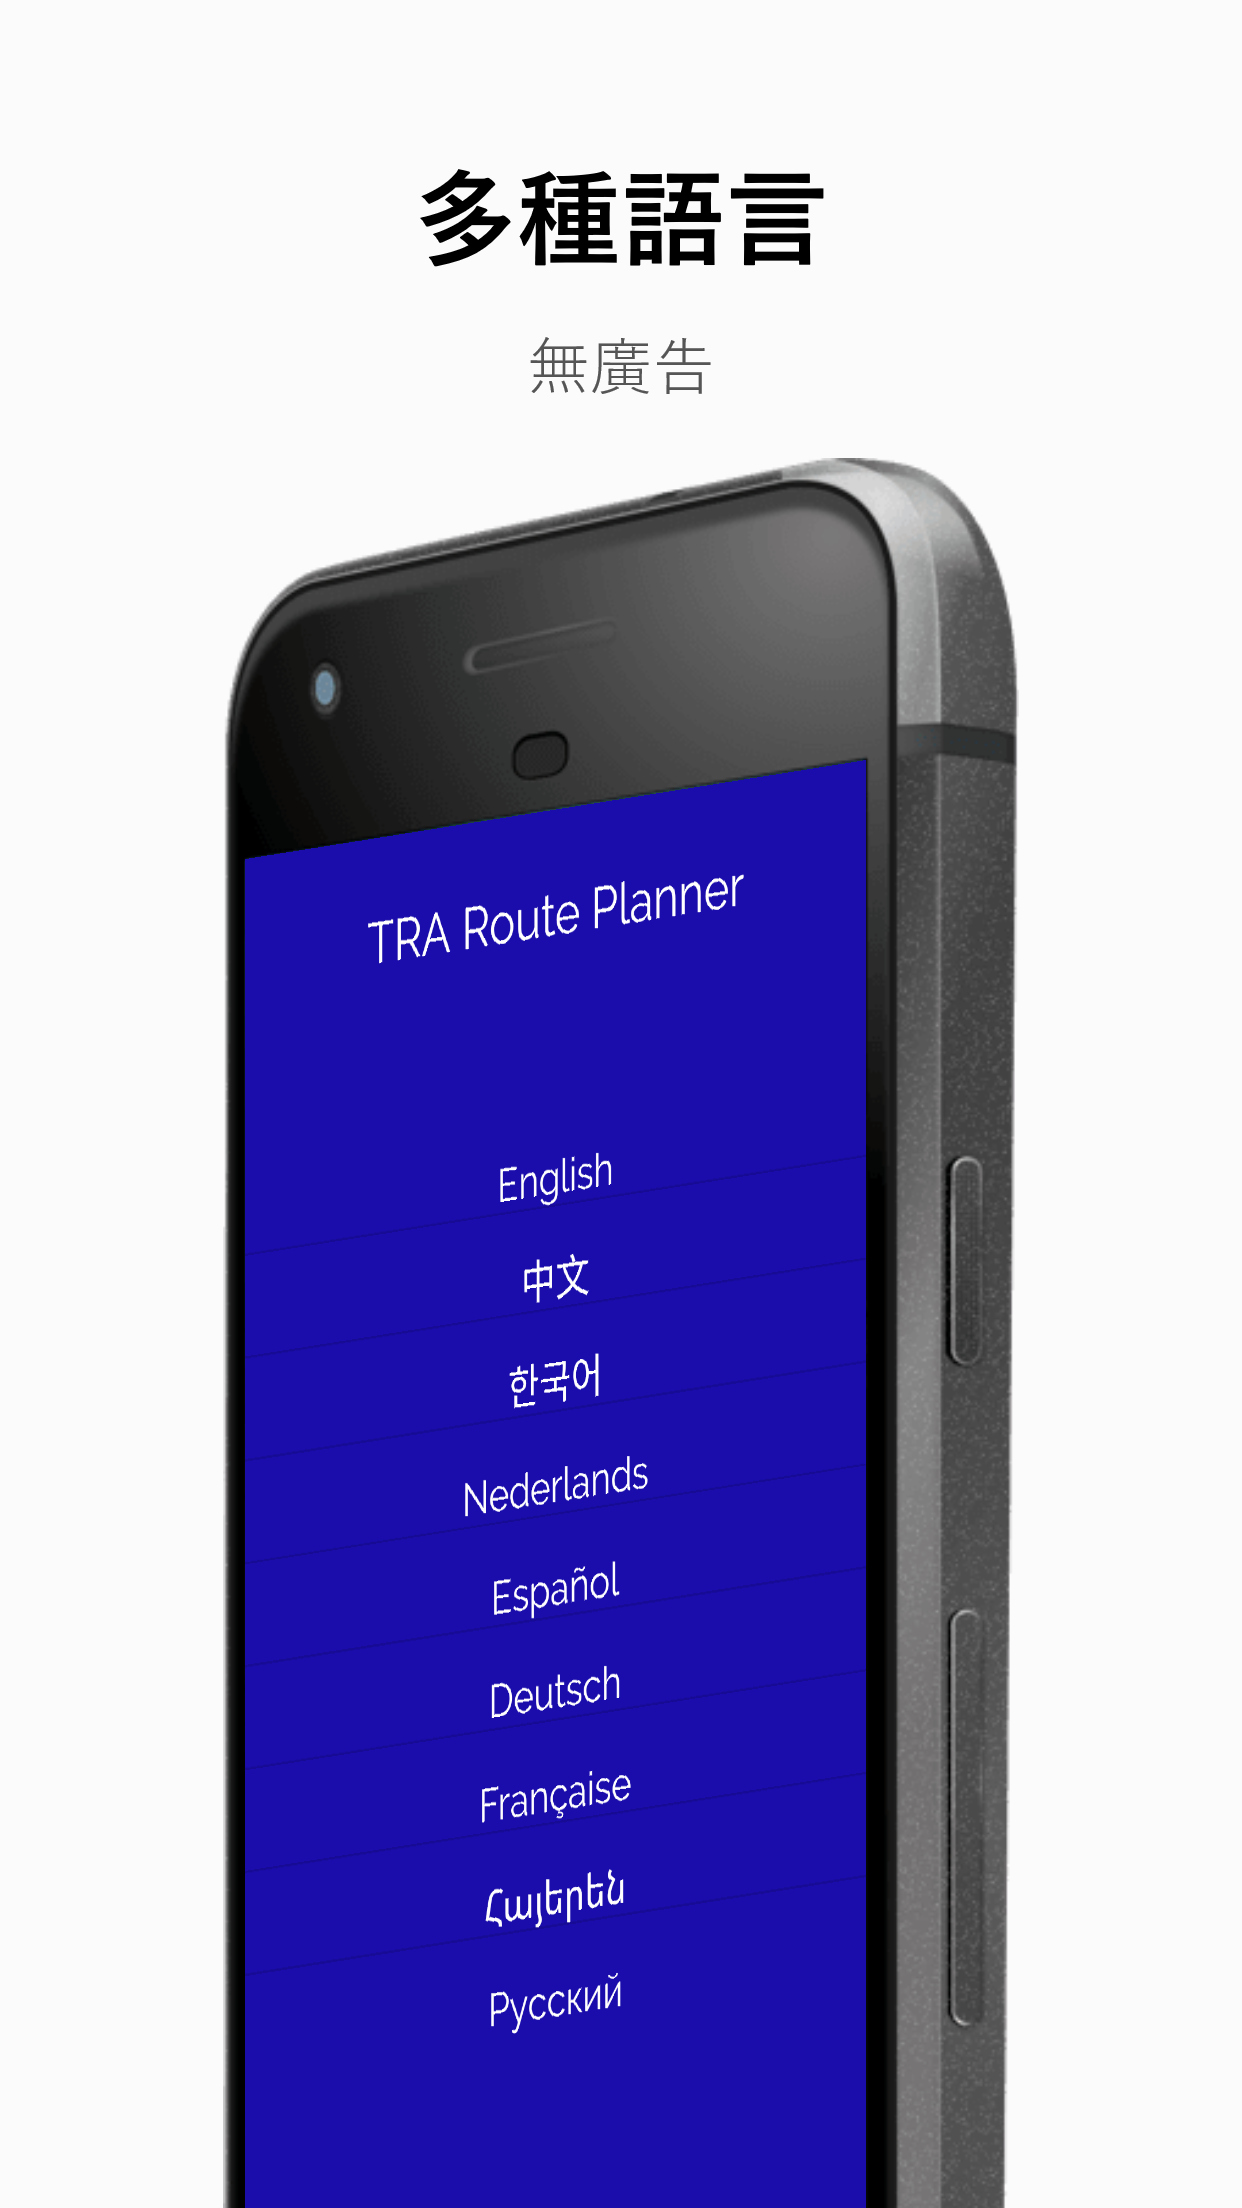 多種語言
無廣告
TRA Route Planner
English
中文
한국어
Nederlands
Español
Deutsch
Française
Հայերեն
Русский